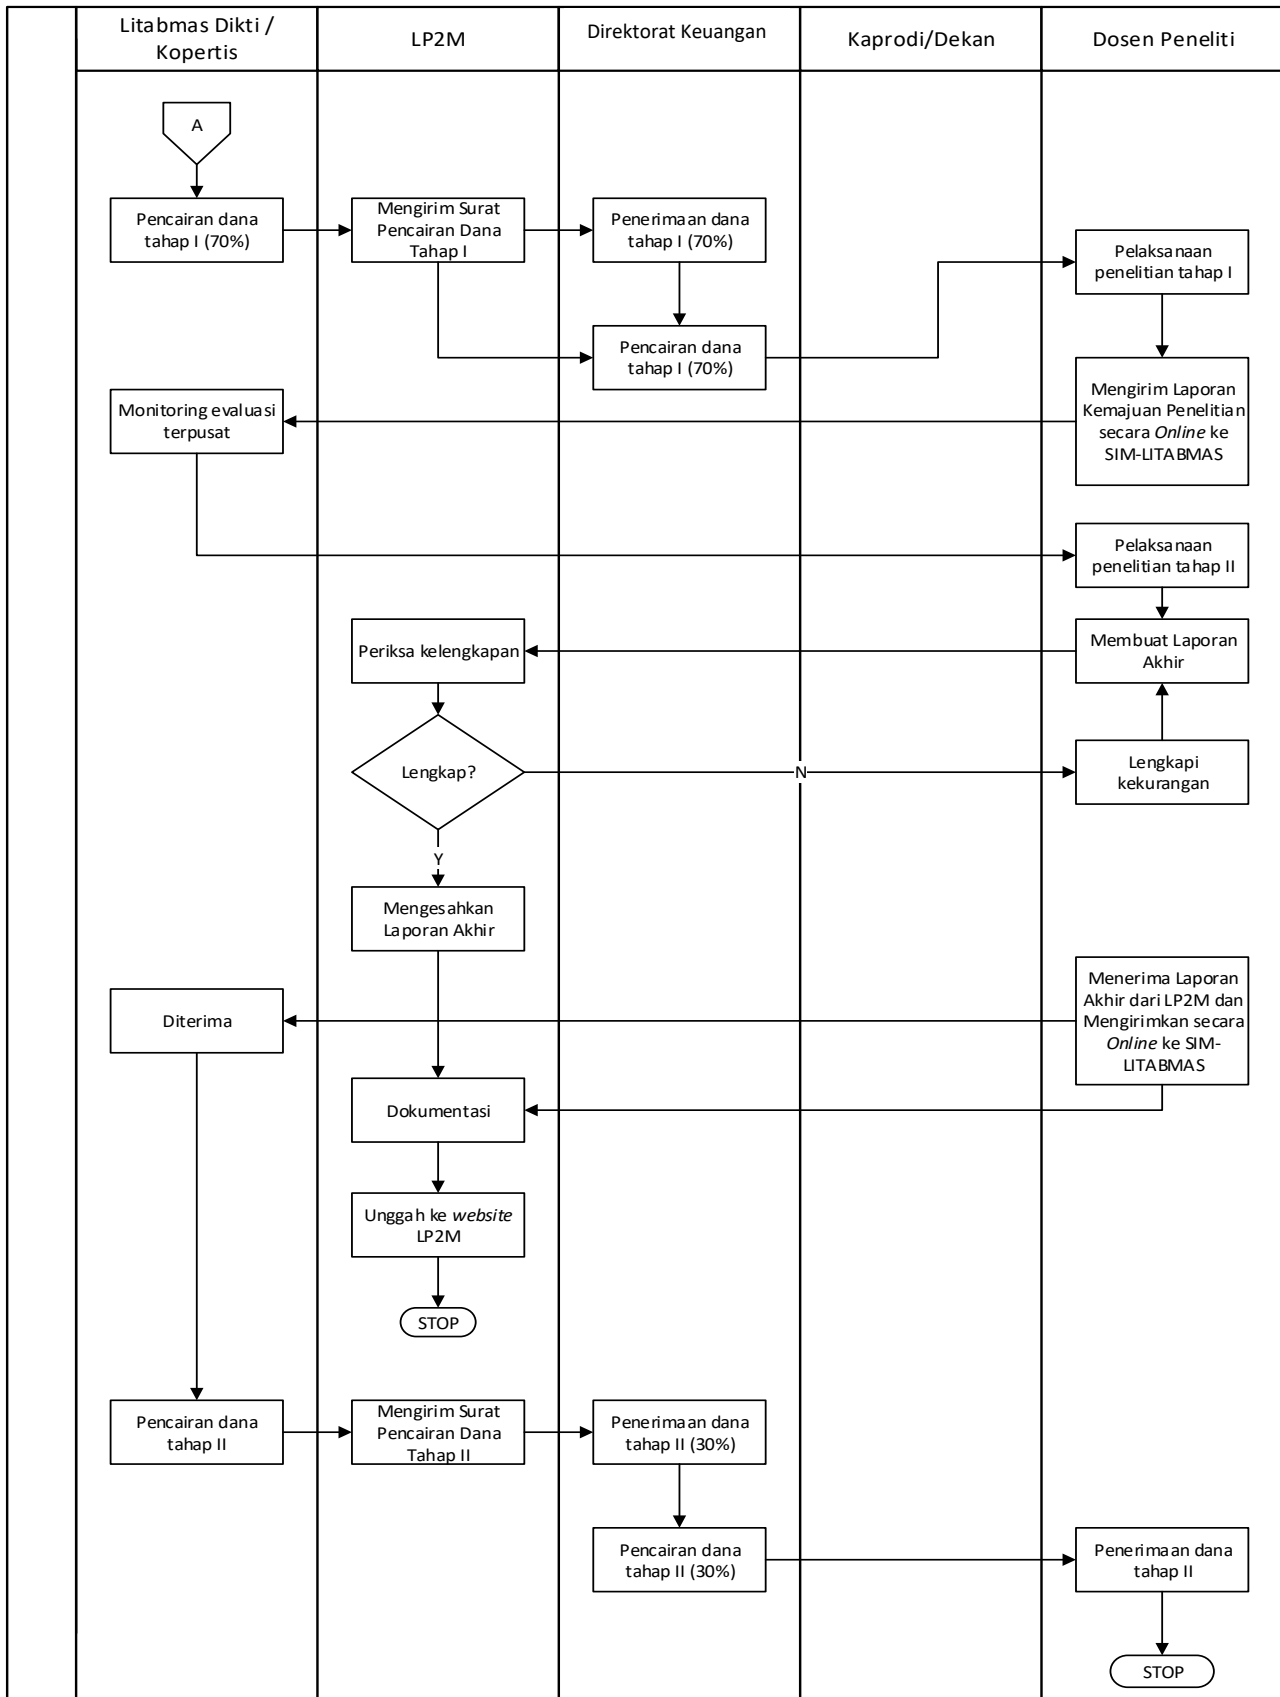 Litabmas Dikti /
Kopertis
LP2M
Direktorat Keuangan
Kaprodi/Dekan
Dosen Peneliti
A
Pencairan dana
tahap I (70%)
Mengirim Surat
Pencairan Dana
Tahap I
Penerimaan dana
tahap I (70%)
Pelaksanaan
penelitian tahap I
Pencairan dana
tahap I (70%)
Monitoring evaluasi
terpusat
Mengirim Laporan
Kemajuan Penelitian
secara Online ke
SIM-LITABMAS
Pelaksanaan
penelitian tahap II
Periksa kelengkapan
Membuat Laporan
Akhir
Lengkap?
N
Lengkapi
kekurangan
Y
Mengesahkan
Laporan Akhir
Menerima Laporan
Akhir dari LP2M dan
Mengirimkan secara
Online ke SIM-
LITABMAS
Diterima
Dokumentasi
Unggah ke website
LP2M
STOP
Pencairan dana
tahap II
Mengirim Surat
Pencairan Dana
Tahap II
Penerimaan dana
tahap II (30%)
Pencairan dana
tahap II (30%)
Penerimaan dana
tahap II
STOP